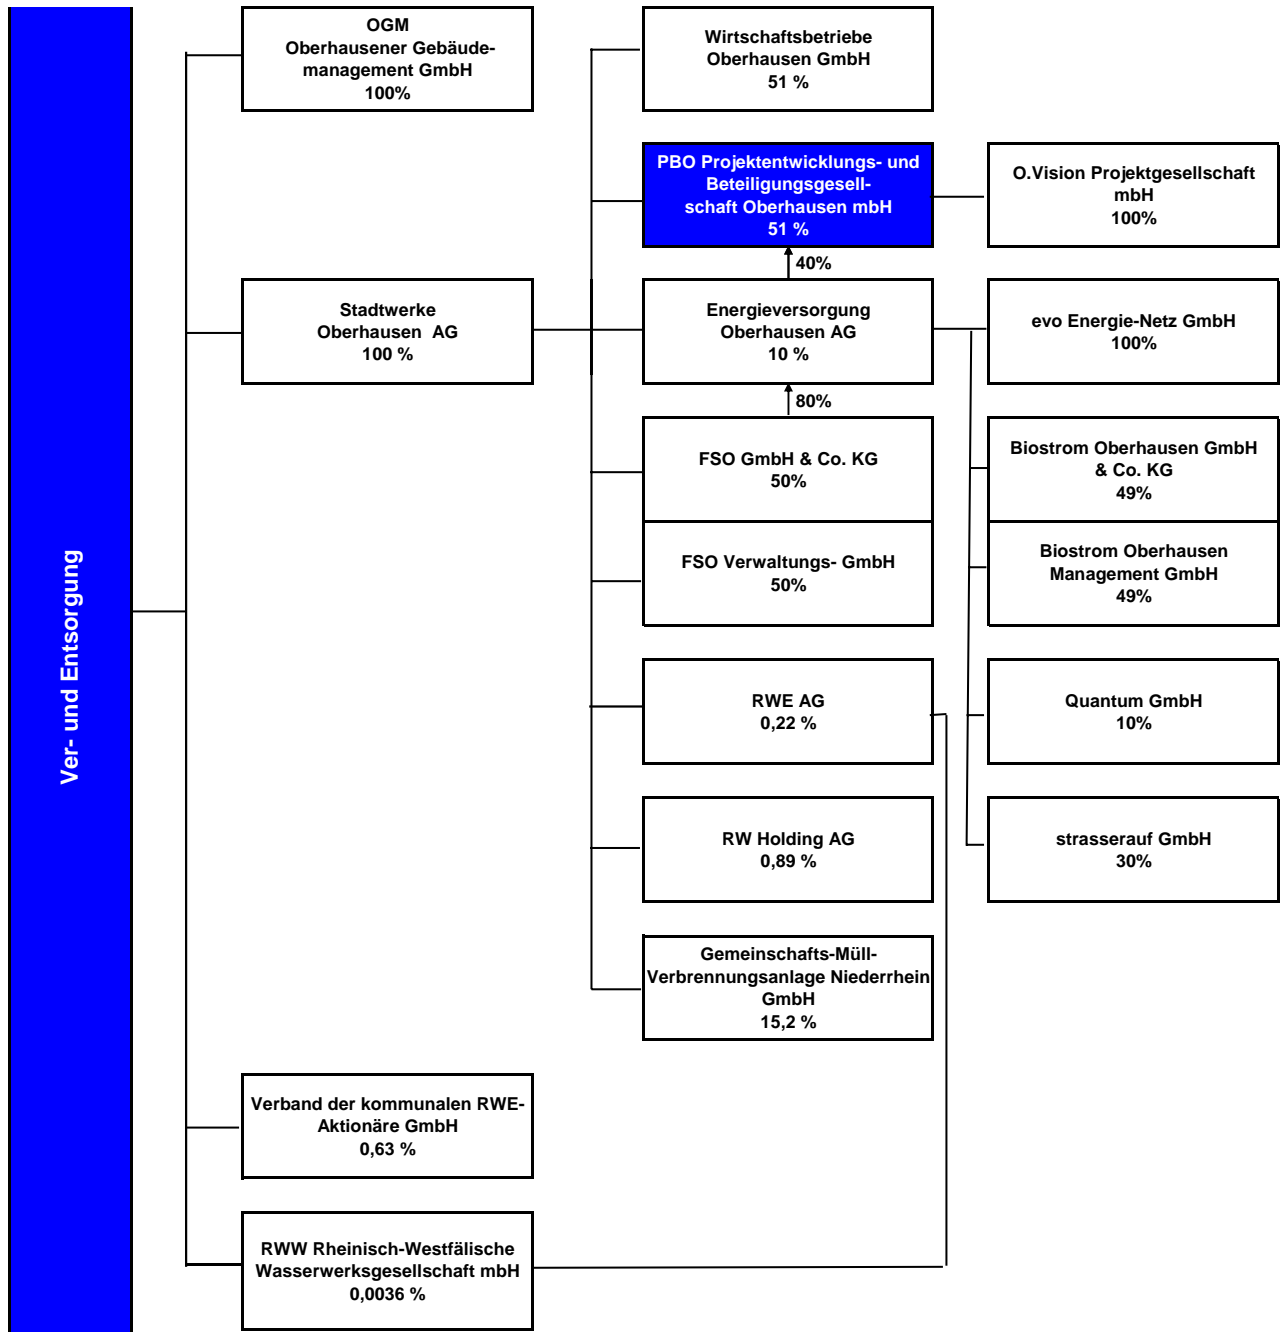 Ver- und Entsorgung
OGM
Oberhausener Gebäude-
management GmbH
100%
Stadtwerke
Oberhausen AG
100 %
Verband der kommunalen RWE-
Aktionäre GmbH
0,63 %
RWW Rheinisch-Westfälische
Wasserwerksgesellschaft mbH
0,0036 %
Wirtschaftsbetriebe
Oberhausen GmbH
51 %
PBO Projektentwicklungs- und
Beteiligungsgesell-
schaft Oberhausen mbH
51 %
40%
Energieversorgung
Oberhausen AG
10 %
80%
FSO GmbH & Co. KG
50%
FSO Verwaltungs- GmbH
50%
RWE AG
0,22 %
RW Holding AG
0,89 %
Gemeinschafts-Müll-
Verbrennungsanlage Niederrhein
GmbH
15,2 %
O.Vision Projektgesellschaft
mbH
100%
evo Energie-Netz GmbH
100%
Biostrom Oberhausen GmbH
& Co. KG
49%
Biostrom Oberhausen
Management GmbH
49%
Quantum GmbH
10%
strasserauf GmbH
30%